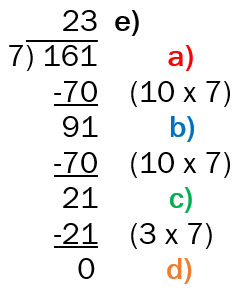 23 e)
7) 161 a)
-70 (10 x 7)
91 b)
-70 (10 x 7)
21 c)
-21 (3 x 7)
0 d)